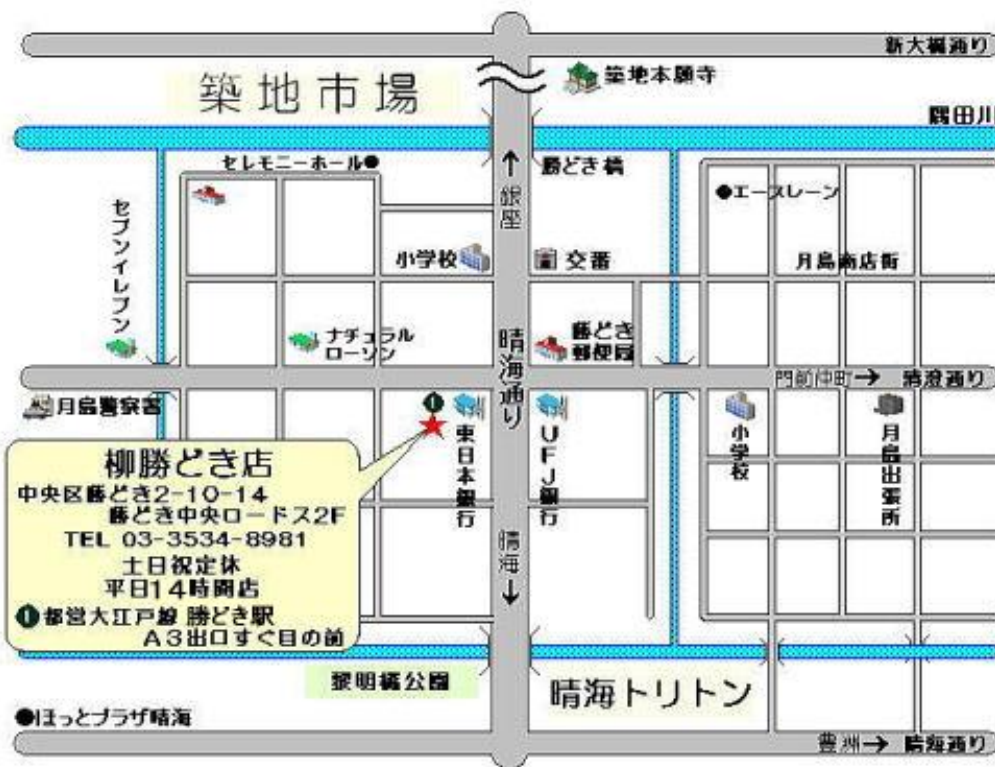 新大橋通り
築地市場
築地本願寺
隅田川
セレモニーホール●
勝どき橋
●エースレーン
↑銀座
セブンイレブン
小学校
交番
月島商店街
ナチュラル
ローソン
晴海通り
勝どき
郵便局
門前仲町→ 清澄通り
月島警察署
東日本銀行
UFJ銀行
小学校
月島出張所
柳勝どき店
中央区勝どき2-10-14
勝どき中央ロードス2F
TEL 03-3534-8981
土日祝定休
平日14時開店
都営大江戸線 勝どき駅
A3出口すぐ目の前
晴海↓
黎明橋公園
晴海トリトン
●ほっとプラザ晴海
豊洲→ 晴海通り